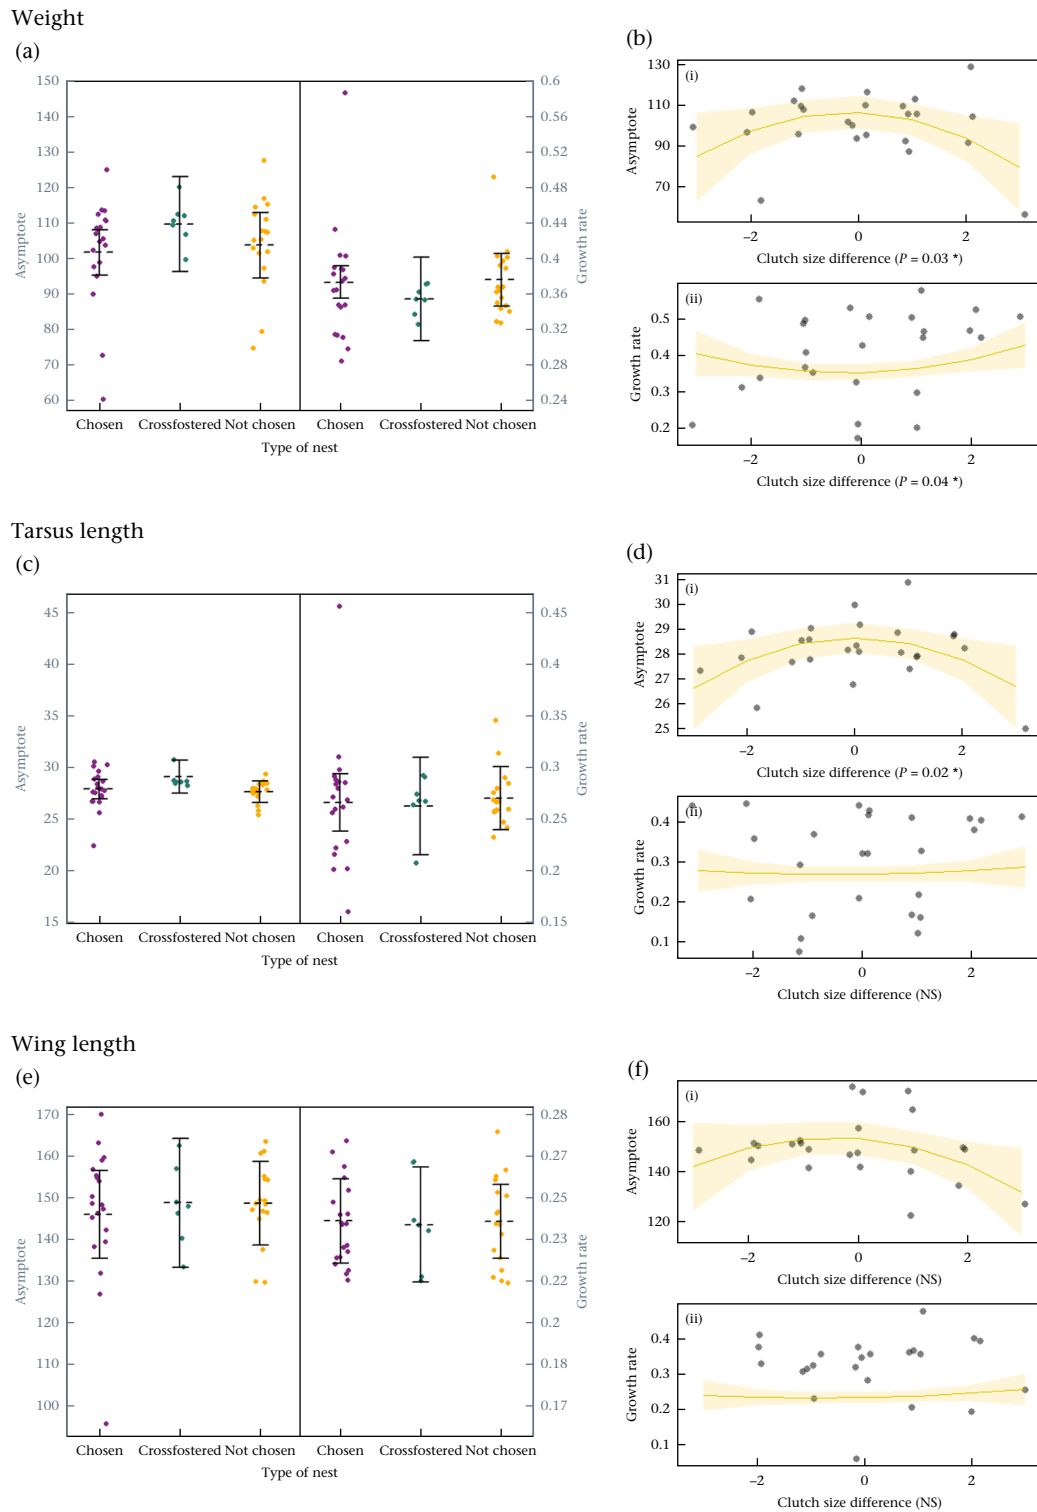 Weight
(a)
150
140
130
120
110
100
90
80
70
60
Asymptote
0.6
0.56
0.52
0.48
0.44
0.4
0.36
0.32
0.28
0.24
Growth rate
Chosen Crossfostered Not chosen Chosen Crossfostered Not chosen
Type of nest
(b)
(i)
130
110
90
70
Asymptote
−2 0 2
Clutch size difference (P = 0.03 *)
(ii)
0.5
0.4
0.3
0.2
Growth rate
−2 0 2
Clutch size difference (P = 0.04 *)
Tarsus length
(c)
45
40
35
30
25
20
15
Asymptote
0.45
0.4
0.35
0.3
0.25
0.2
0.15
Growth rate
Chosen Crossfostered Not chosen Chosen Crossfostered Not chosen
Type of nest
(d)
(i)
31
30
29
28
27
26
25
Asymptote
−2 0 2
Clutch size difference (P = 0.02 *)
(ii)
0.4
0.3
0.2
0.1
Growth rate
−2 0 2
Clutch size difference (NS)
Wing length
(e)
170
160
150
140
130
120
110
100
Asymptote
0.28
0.27
0.25
0.23
0.22
0.2
0.18
0.17
Growth rate
Chosen Crossfostered Not chosen Chosen Crossfostered Not chosen
Type of nest
(f)
(i)
160
140
120
Asymptote
−2 0 2
Clutch size difference (NS)
(ii)
0.4
0.3
0.2
0.1
Growth rate
−2 0 2
Clutch size difference (NS)